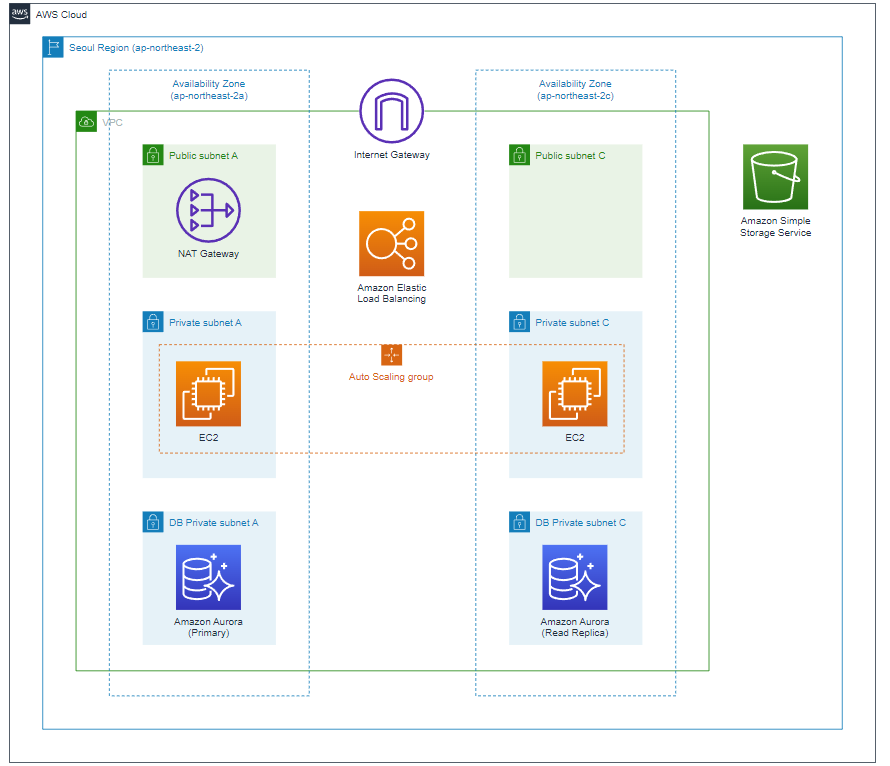 aws
AWS Cloud
Seoul Region (ap-northeast-2)
Availability Zone
(ap-northeast-2a)
Availability Zone
(ap-northeast-2c)
VPC
Internet Gateway
Public subnet A
Public subnet C
NAT Gateway
Amazon Simple
Storage Service
Amazon Elastic
Load Balancing
Private subnet A
Private subnet C
Auto Scaling group
EC2
EC2
DB Private subnet A
DB Private subnet C
Amazon Aurora
(Primary)
Amazon Aurora
(Read Replica)